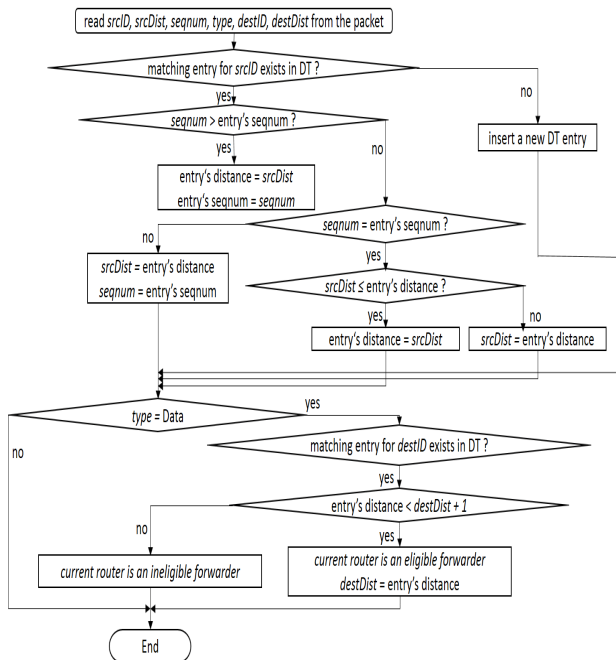 read srcID, srcDist, seqnum, type, destID, destDist from the packet
matching entry for srcID exists in DT ?
yes
no
seqnum > entry's seqnum ?
insert a new DT entry
yes
no
entry's distance = srcDist
entry's seqnum = seqnum
seqnum = entry's seqnum ?
no
yes
srcDist = entry's distance
seqnum = entry's seqnum
srcDist ≤ entry's distance ?
yes
no
entry's distance = srcDist
srcDist = entry's distance
type = Data
yes
no
matching entry for destID exists in DT ?
yes
entry's distance < destDist + 1
no
yes
current router is an ineligible forwarder
current router is an eligible forwarder
destDist = entry's distance
End